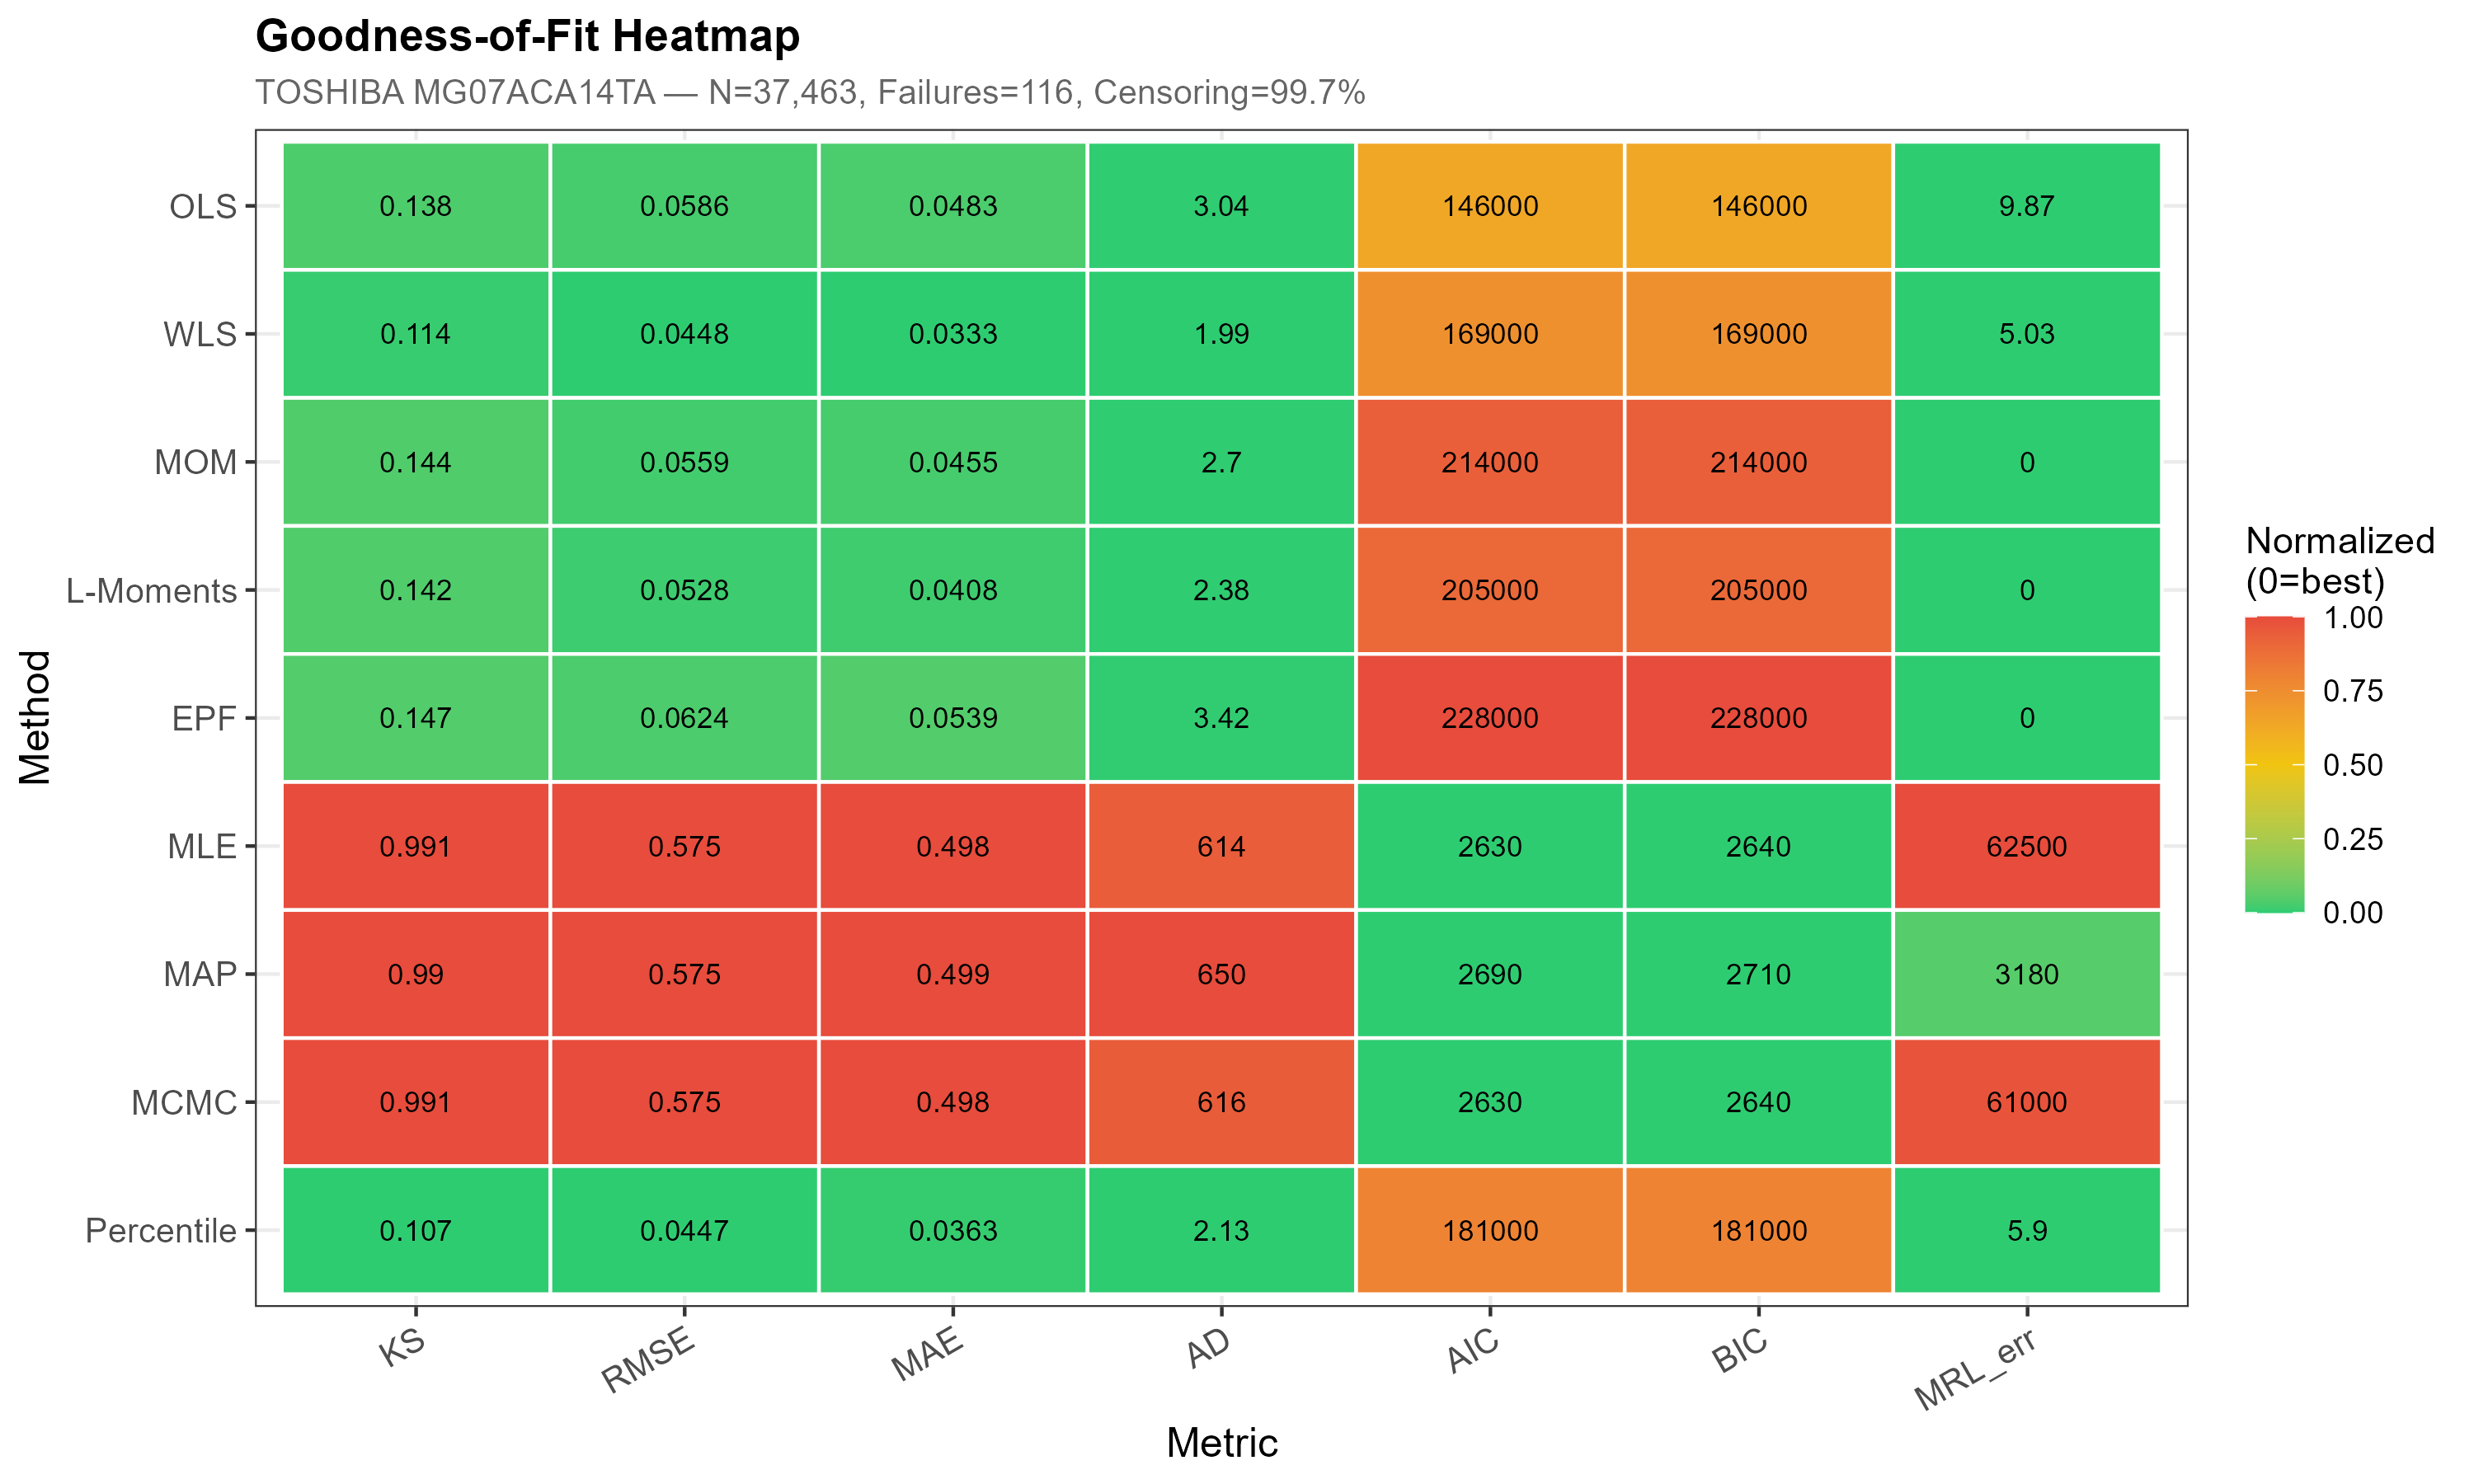 Goodness-of-Fit Heatmap
TOSHIBA MG07ACA14TA — N=37,463, Failures=116, Censoring=99.7%
Method
OLS 0.138 0.0586 0.0483 3.04 146000 146000 9.87
WLS 0.114 0.0448 0.0333 1.99 169000 169000 5.03
MOM 0.144 0.0559 0.0455 2.7 214000 214000 0
L-Moments 0.142 0.0528 0.0408 2.38 205000 205000 0
EPF 0.147 0.0624 0.0539 3.42 228000 228000 0
MLE 0.991 0.575 0.498 614 2630 2640 62500
MAP 0.99 0.575 0.499 650 2690 2710 3180
MCMC 0.991 0.575 0.498 616 2630 2640 61000
Percentile 0.107 0.0447 0.0363 2.13 181000 181000 5.9
KS RMSE MAE AD AIC BIC MRL_err
Metric
Normalized
(0=best)
1.00
0.75
0.50
0.25
0.00